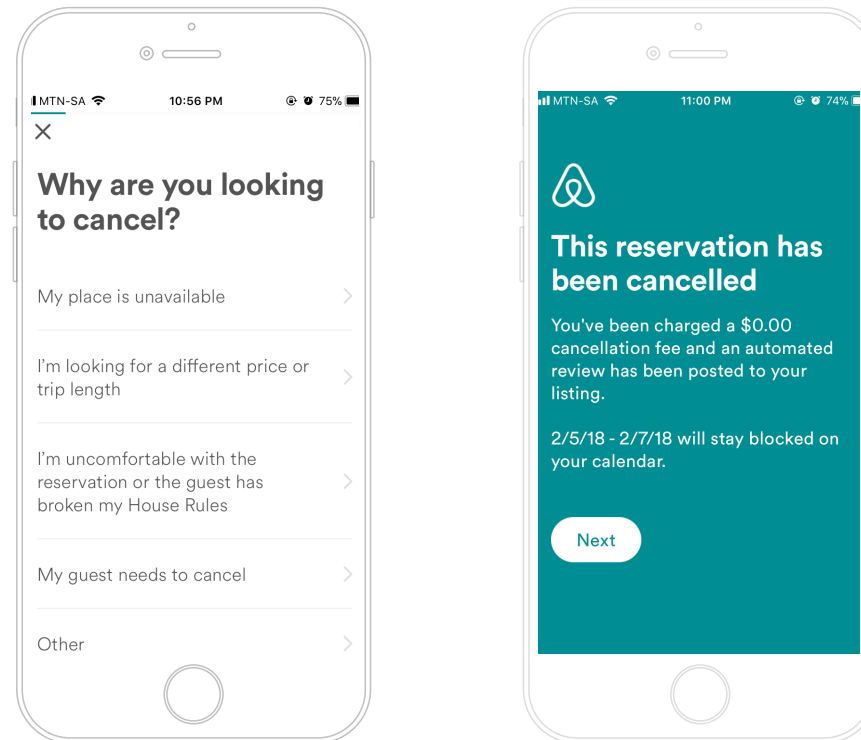 MTN-SA 10:56 PM 75%
Why are you looking
to cancel?
My place is unavailable
I'm looking for a different price or
trip length
I'm uncomfortable with the
reservation or the guest has
broken my House Rules
My guest needs to cancel
Other
MTN-SA 11:00 PM 74%
This reservation has
been cancelled
You've been charged a $0.00
cancellation fee and an automated
review has been posted to your
listing.
2/5/18 - 2/7/18 will stay blocked on
your calendar.
Next